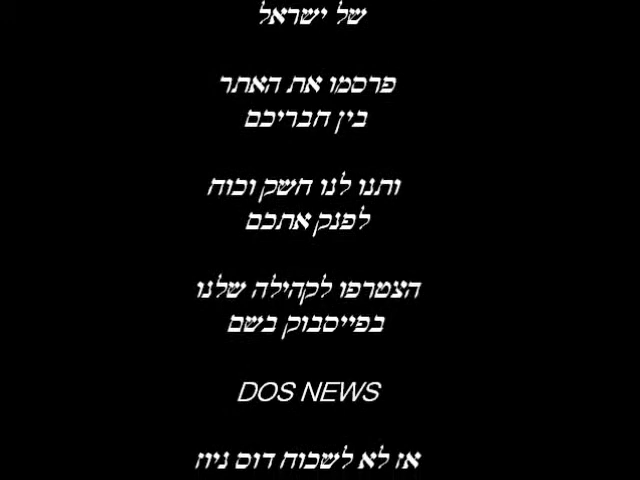 של ישראל
פרסמו את האתר
בין חבריכם
ותנו לנו חשק וכוח
לפנק אתכם
הצטרפו לקהילה שלנו
בפייסבוק בשם
DOS NEWS
אז לא לשכוח דוס ניוז